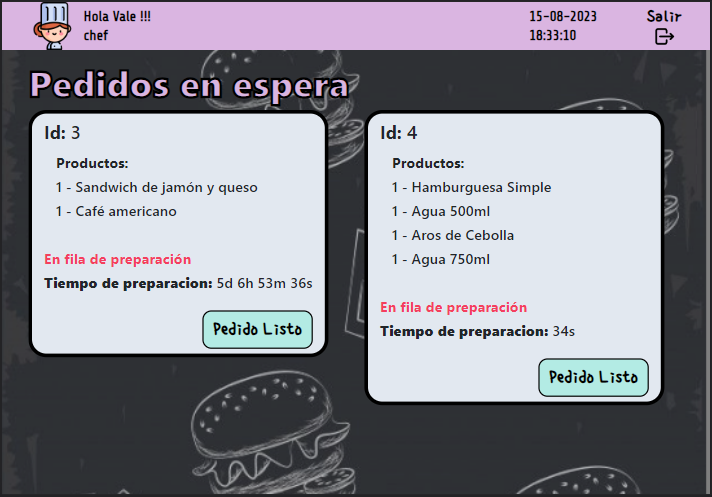 Hola Vale !!!
chef
15-08-2023
18:33:10
Salir
Pedidos en espera
Id: 3
Productos:
1 - Sandwich de jamón y queso
1 - Café americano
En fila de preparación
Tiempo de preparacion: 5d 6h 53m 36s
Pedido Listo
Id: 4
Productos:
1 - Hamburguesa Simple
1 - Agua 500ml
1 - Aros de Cebolla
1 - Agua 750ml
En fila de preparación
Tiempo de preparacion: 34s
Pedido Listo